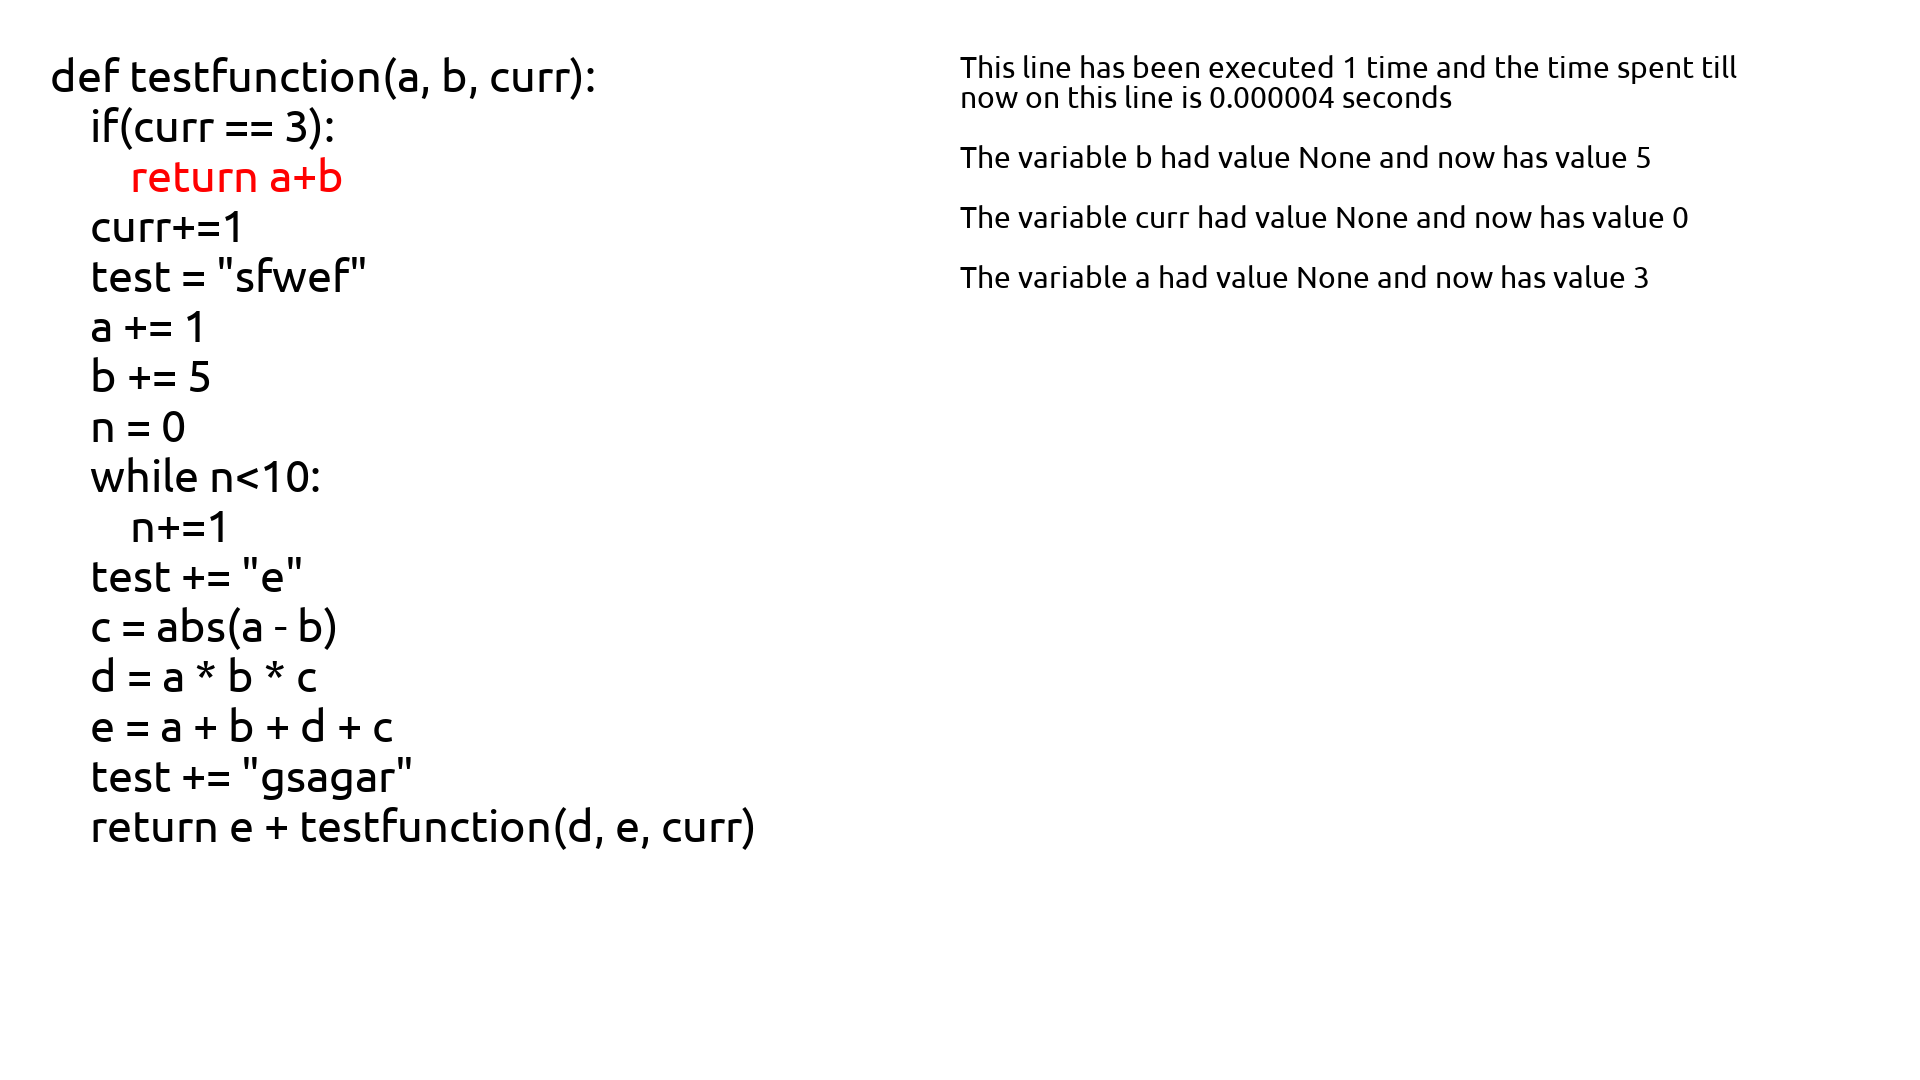 def testfunction(a, b, curr):
    if(curr == 3):
        return a+b
    curr+=1
    test = "sfwef"
    a += 1
    b += 5
    n = 0
    while n<10:
        n+=1
    test += "e"
    c = abs(a - b)
    d = a * b * c
    e = a + b + d + c
    test += "gsagar"
    return e + testfunction(d, e, curr)
This line has been executed 1 time and the time spent till
now on this line is 0.000004 seconds
The variable b had value None and now has value 5
The variable curr had value None and now has value 0
The variable a had value None and now has value 3